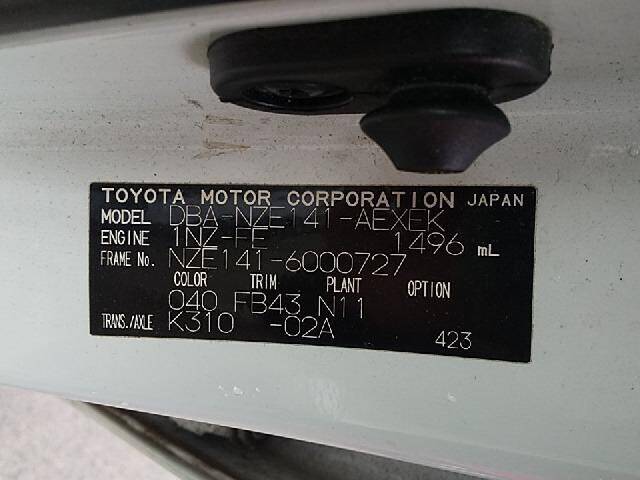 TOYOTA MOTOR CORPORATION JAPAN
MODEL DBA-NZE141-AEXEK
ENGINE 1NZ-FE 1496 mL
FRAME No. NZE141-6000727
COLOR TRIM PLANT OPTION
040 FB43 N11
TRANS./AXLE K310 -02A 423